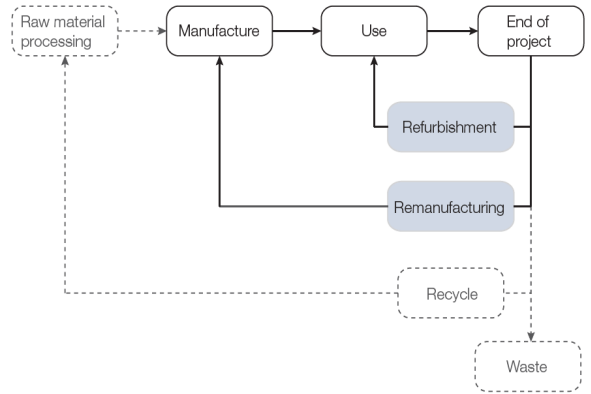 Raw material
processing
Manufacture
Use
End of
project
Refurbishment
Remanufacturing
Recycle
Waste